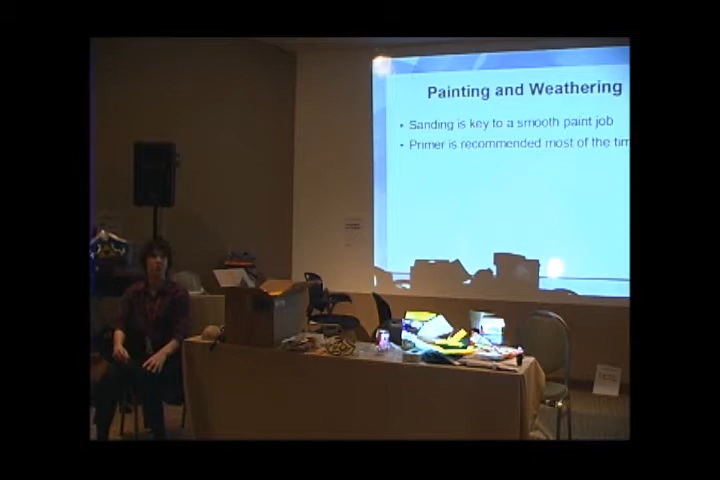 Painting and Weathering
• Sanding is key to a smooth paint job
• Primer is recommended most of the tim